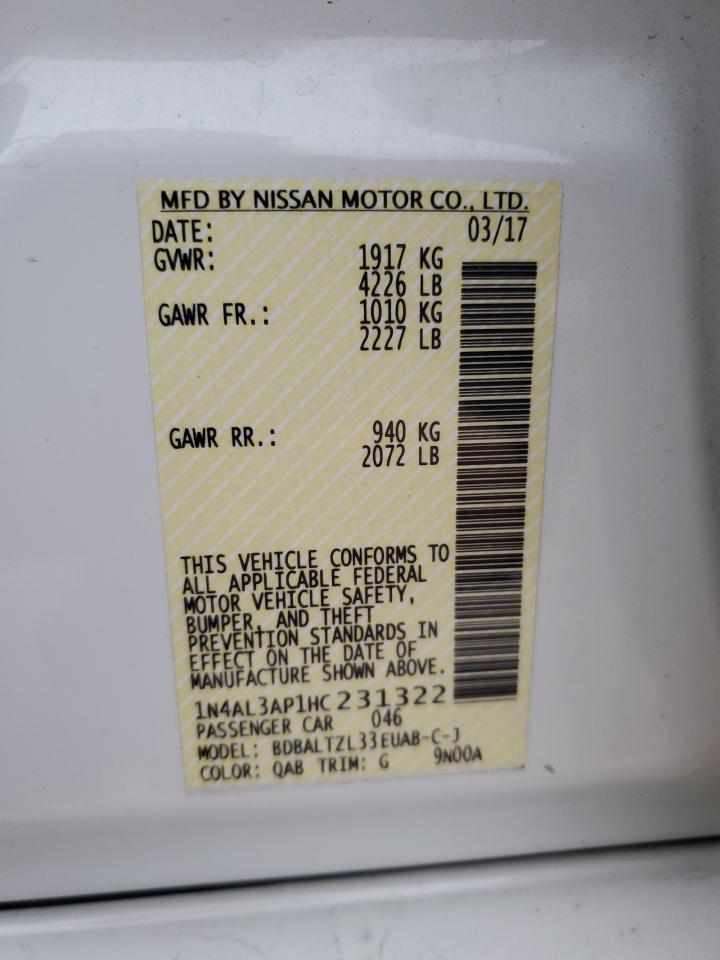 MFD BY NISSAN MOTOR CO., LTD.
DATE: 03/17
GVWR: 1917 KG
4226 LB
GAWR FR.: 1010 KG
2227 LB
GAWR RR.: 940 KG
2072 LB
THIS VEHICLE CONFORMS TO
ALL APPLICABLE FEDERAL
MOTOR VEHICLE SAFETY,
BUMPER, AND THEFT
PREVENTION STANDARDS IN
EFFECT ON THE DATE OF
MANUFACTURE SHOWN ABOVE.
1N4AL3AP1HC231322
PASSENGER CAR 046
MODEL: BDBALTZL33EUAB-C-J
COLOR: QAB TRIM: G 9N00A